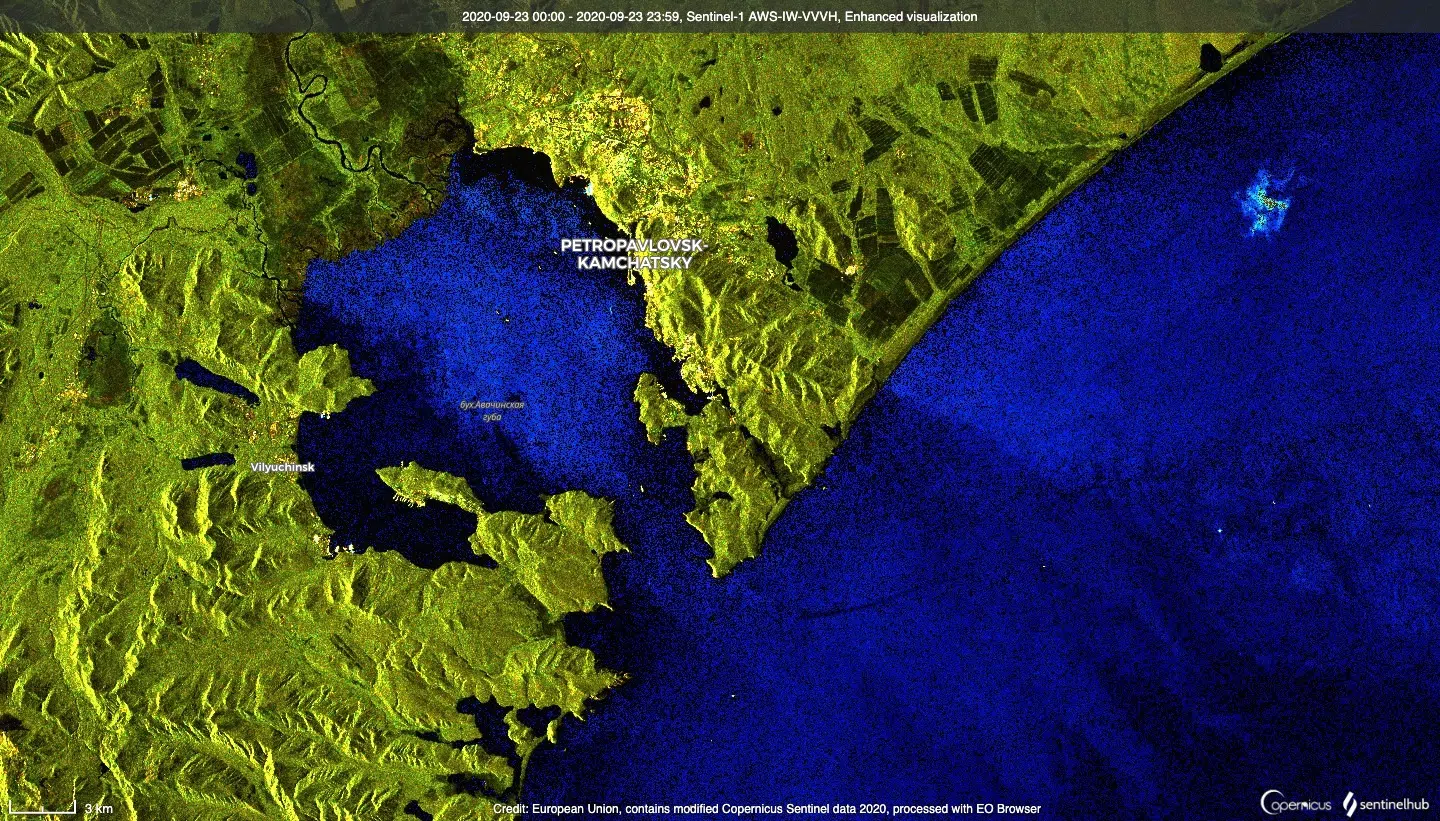 2020-09-23 00:00 - 2020-09-23 23:59, Sentinel-1 AWS-IW-VVVH, Enhanced visualization
PETROPAVLOVSK-
KAMCHATSKY
бух.Авачинская
губа
Vilyuchinsk
3 km
Credit: European Union, contains modified Copernicus Sentinel data 2020, processed with EO Browser
Copernicus
sentinelhub